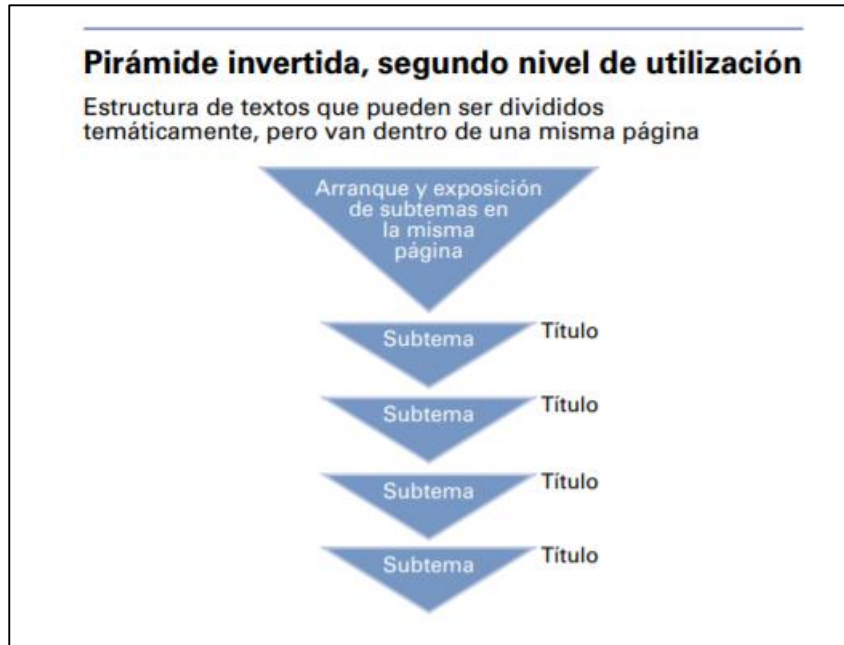 Pirámide invertida, segundo nivel de utilización
Estructura de textos que pueden ser divididos
temáticamente, pero van dentro de una misma página
Arranque y exposición
de subtemas en
la misma
página
Subtema
Título
Subtema
Título
Subtema
Título
Subtema
Título